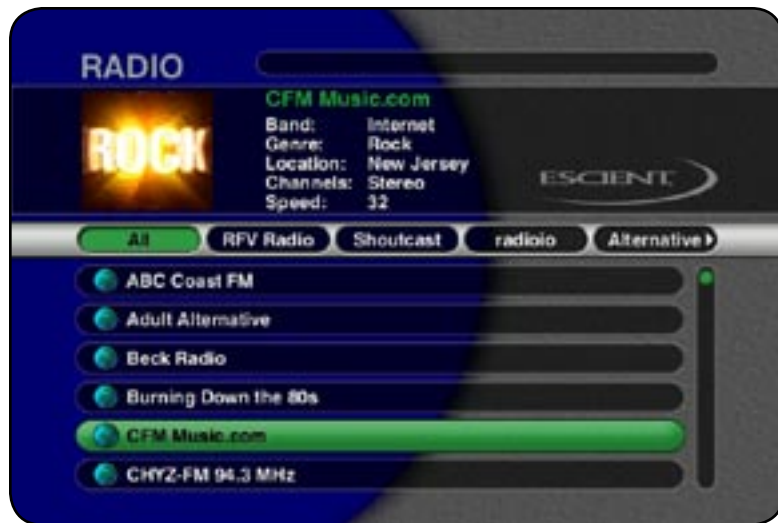 RADIO
ROCK
CFM Music.com
Band: Internet
Genre: Rock
Location: New Jersey
Channels: Stereo
Speed: 32
ESCIENT
All RFV Radio Shoutcast radioio Alternative
ABC Coast FM
Adult Alternative
Beck Radio
Burning Down the 80s
CFM Music.com
CHYZ-FM 94.3 MHz